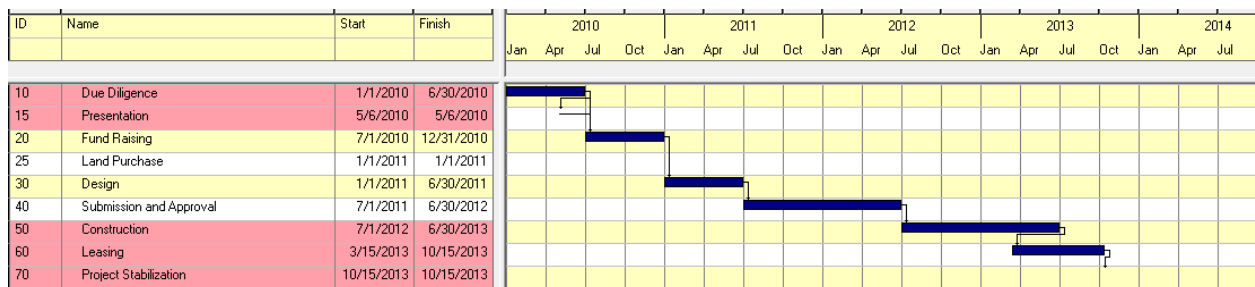 ID Name Start Finish 2010 2011 2012 2013 2014
Jan Apr Jul Oct Jan Apr Jul Oct Jan Apr Jul Oct Jan Apr Jul Oct Jan Apr Jul
10 Due Diligence 1/1/2010 6/30/2010
15 Presentation 5/6/2010 5/6/2010
20 Fund Raising 7/1/2010 12/31/2010
25 Land Purchase 1/1/2011 1/1/2011
30 Design 1/1/2011 6/30/2011
40 Submission and Approval 7/1/2011 6/30/2012
50 Construction 7/1/2012 6/30/2013
60 Leasing 3/15/2013 10/15/2013
70 Project Stabilization 10/15/2013 10/15/2013